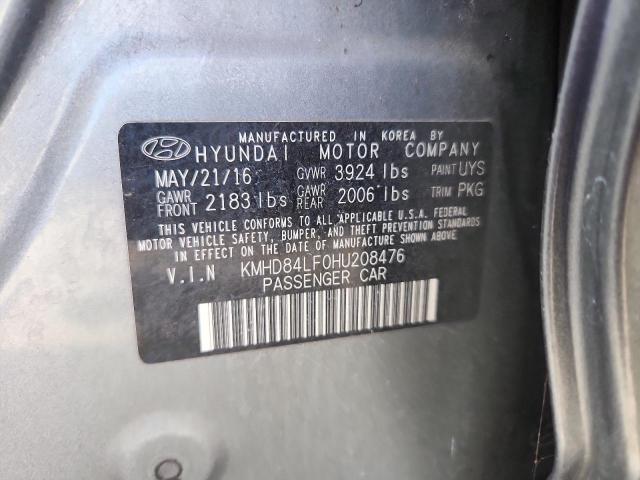 MANUFACTURED IN KOREA BY
HYUNDAI MOTOR COMPANY
MAY/21/16 GVWR 3924 lbs PAINT UYS
GAWR FRONT 2183 lbs GAWR REAR 2006 lbs TRIM PKG
THIS VEHICLE CONFORMS TO ALL APPLICABLE U.S.A. FEDERAL
MOTOR VEHICLE SAFETY, BUMPER, AND THEFT PREVENTION STANDARDS
IN EFFECT ON THE DATE OF MANUFACTURE SHOWN ABOVE
V.I.N KMHD84LF0HU208476
PASSENGER CAR